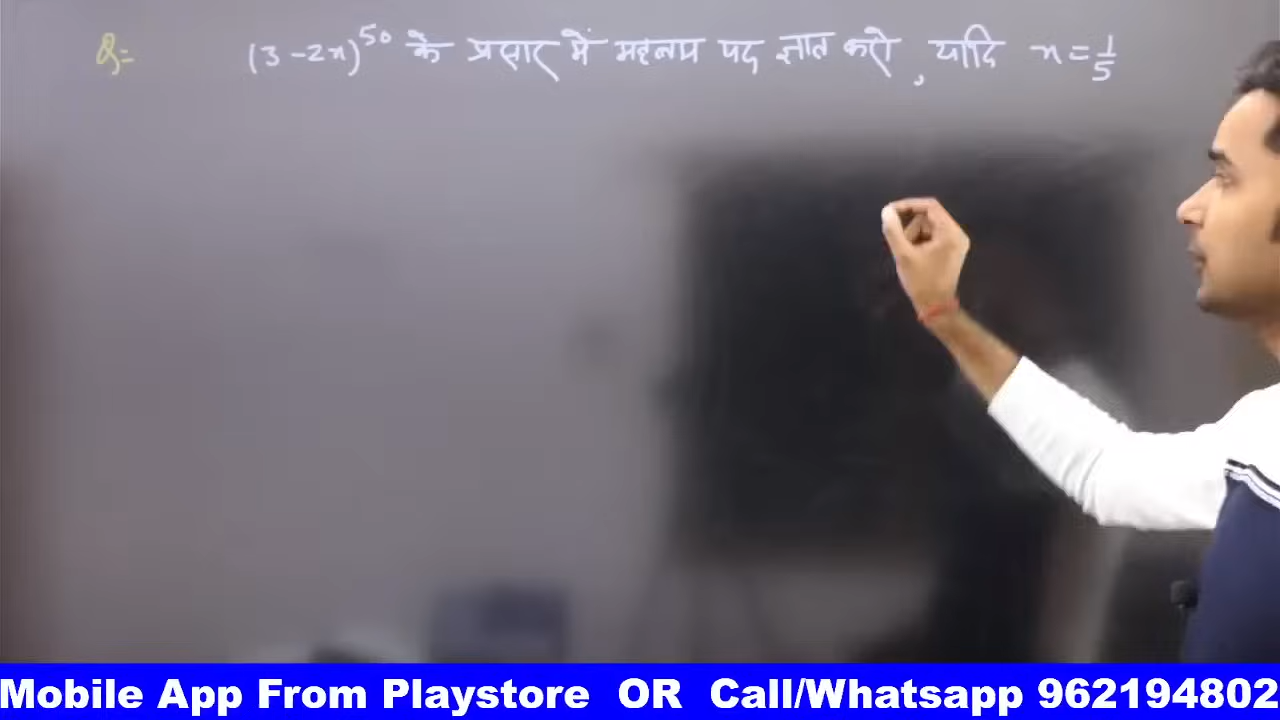 Q= (3-2x)^50 के प्रसार में महत्तम पद ज्ञात करो , यदि x = 1/5
Mobile App From Playstore OR Call/Whatsapp 962194802